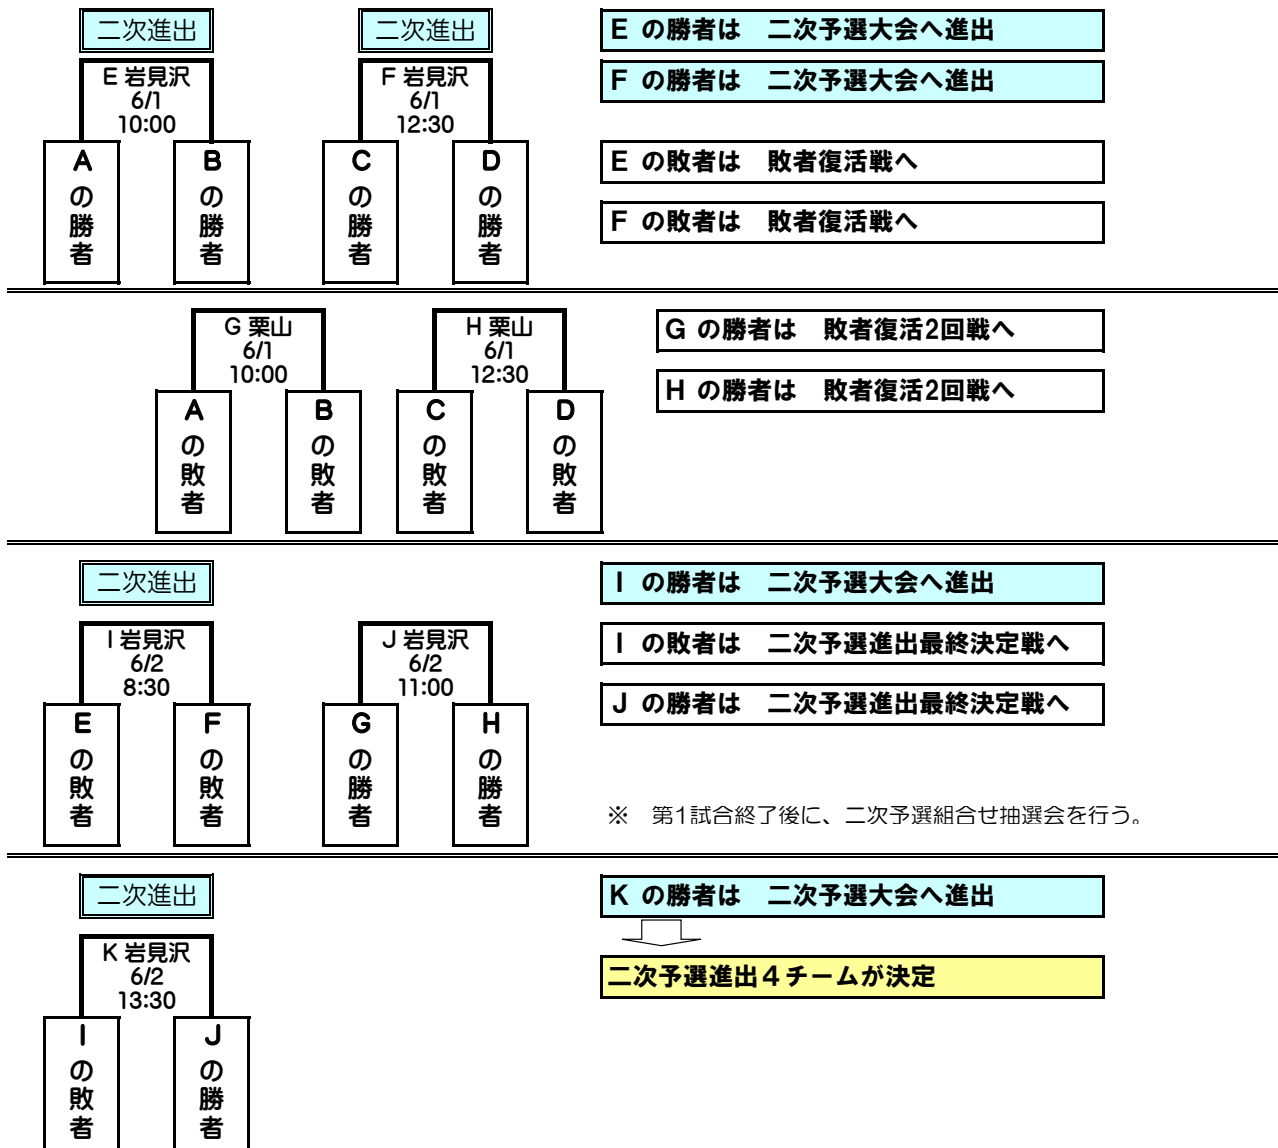 二次進出
二次進出
E の勝者は　二次予選大会へ進出
E 岩見沢
6/1
10:00
F 岩見沢
6/1
12:30
F の勝者は　二次予選大会へ進出
Aの勝者
Bの勝者
Cの勝者
Dの勝者
E の敗者は　敗者復活戦へ
F の敗者は　敗者復活戦へ
G 栗山
6/1
10:00
H 栗山
6/1
12:30
G の勝者は　敗者復活2回戦へ
H の勝者は　敗者復活2回戦へ
Aの敗者
Bの敗者
Cの敗者
Dの敗者
二次進出
I の勝者は　二次予選大会へ進出
I 岩見沢
6/2
8:30
J 岩見沢
6/2
11:00
I の敗者は　二次予選進出最終決定戦へ
J の勝者は　二次予選進出最終決定戦へ
Eの敗者
Fの敗者
Gの勝者
Hの勝者
※　第1試合終了後に、二次予選組合せ抽選会を行う。
二次進出
K の勝者は　二次予選大会へ進出
K 岩見沢
6/2
13:30
二次予選進出４チームが決定
Iの敗者
Jの勝者